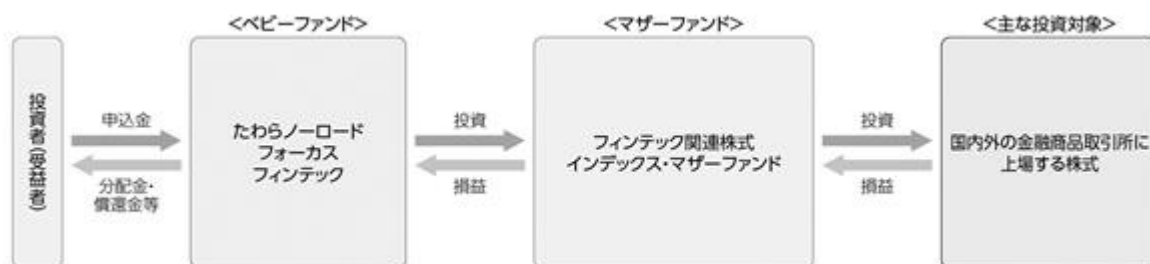 <ベビーファンド>
<マザーファンド>
<主な投資対象>
投資者(受益者)
申込金
分配金・
償還金等
たわらノーロード
フォーカス
フィンテック
投資
損益
フィンテック関連株式
インデックス・マザーファンド
投資
損益
国内外の金融商品取引所に
上場する株式